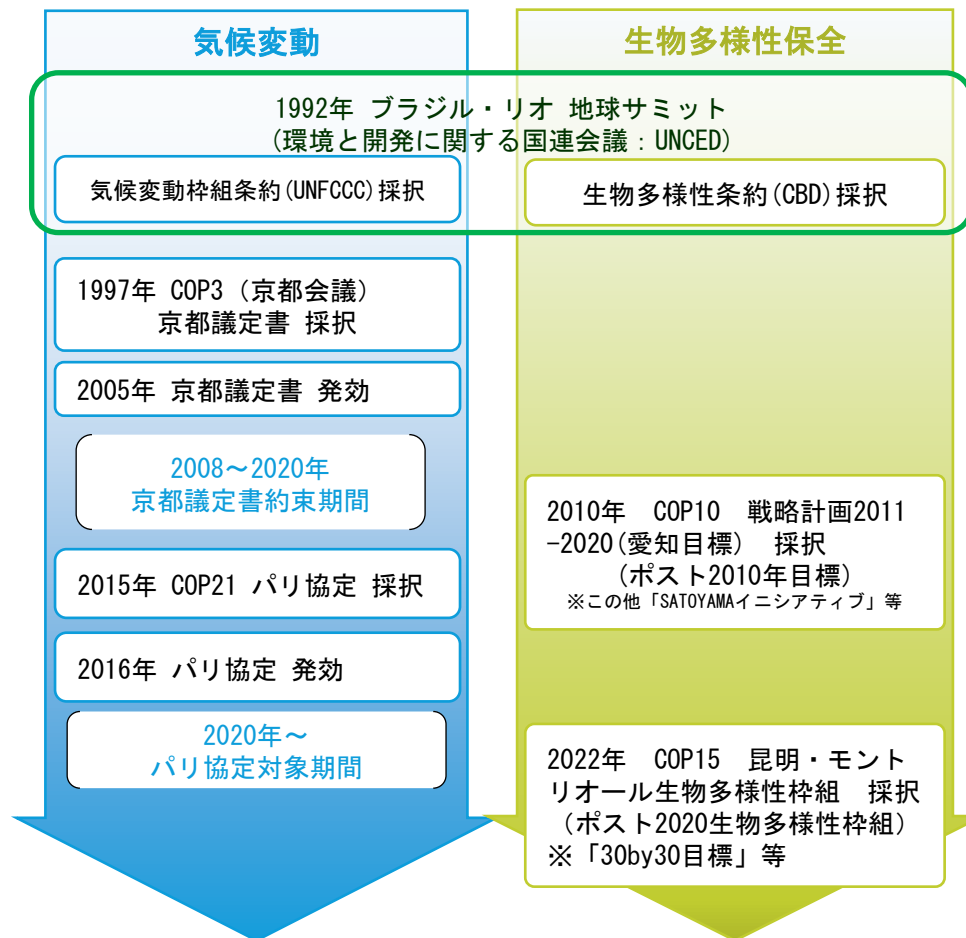 気候変動
生物多様性保全
1992年 ブラジル・リオ 地球サミット
(環境と開発に関する国連会議：UNCED)
気候変動枠組条約(UNFCCC)採択
生物多様性条約(CBD)採択
1997年 COP3 (京都会議)
京都議定書 採択
2005年 京都議定書 発効
2008～2020年
京都議定書約束期間
2015年 COP21 パリ協定 採択
2016年 パリ協定 発効
2020年～
パリ協定対象期間
2010年　COP10　戦略計画2011
-2020(愛知目標)　採択
(ポスト2010年目標)
※この他「SATOYAMAイニシアティブ」等
2022年　COP15　昆明・モント
リオール生物多様性枠組　採択
(ポスト2020生物多様性枠組)
※「30by30目標」等